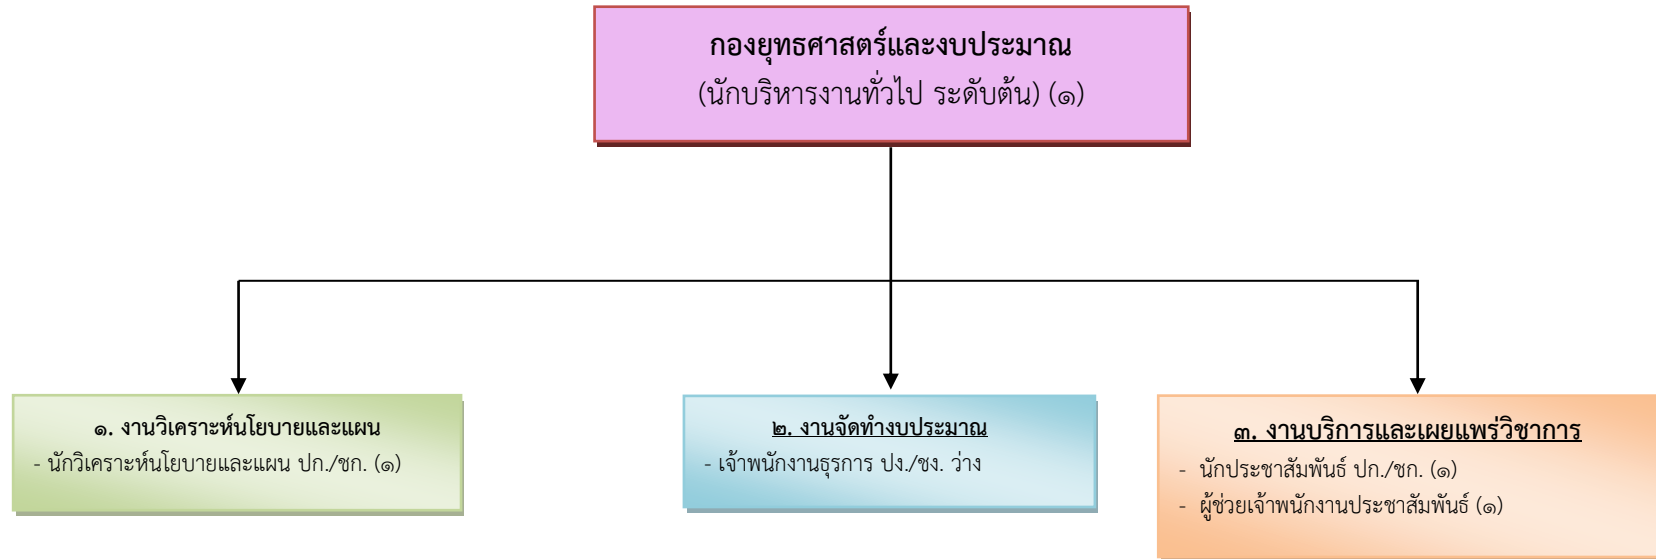 กองยุทธศาสตร์และงบประมาณ
(นักบริหารงานทั่วไป ระดับต้น) (๑)
๑. งานวิเคราะห์นโยบายและแผน
- นักวิเคราะห์นโยบายและแผน ปก./ชก. (๑)
๒. งานจัดทำงบประมาณ
- เจ้าพนักงานธุรการ ปง./ชง. ว่าง
๓. งานบริการและเผยแพร่วิชาการ
- นักประชาสัมพันธ์ ปก./ชก. (๑)
- ผู้ช่วยเจ้าพนักงานประชาสัมพันธ์ (๑)